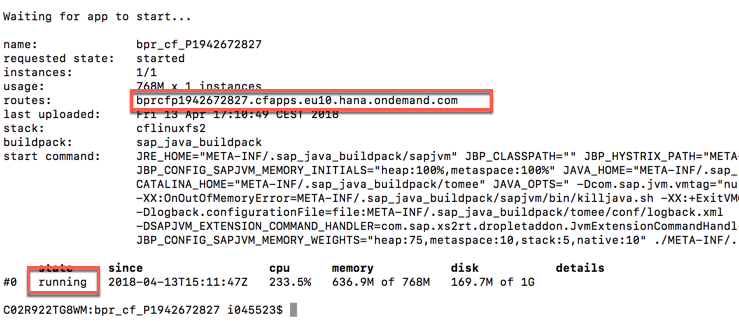 Waiting for app to start...
name: bpr_cf_P1942672827
requested state: started
instances: 1/1
usage: 768M x 1 instances
routes: bprcfp1942672827.cfapps.eu10.hana.ondemand.com
last uploaded: Fri 13 Apr 17:10:49 CEST 2018
stack: cflinuxfs2
buildpack: sap_java_buildpack
start command: JRE_HOME="META-INF/.sap_java_buildpack/sapjvm" JBP_CLASSPATH="" JBP_HYSTRIX_PATH="META-
JBP_CONFIG_SAPJVM_MEMORY_INITIALS="heap:100%,metaspace:100%" JAVA_HOME="META-INF/.sap_
CATALINA_HOME="META-INF/.sap_java_buildpack/tomee" JAVA_OPTS=" -Dcom.sap.jvm.vmtag="nu
-XX:OnOutOfMemoryError=META-INF/.sap_java_buildpack/sapjvm/bin/killjava.sh -XX:+ExitVMO
-Dlogback.configurationFile=file:META-INF/.sap_java_buildpack/tomee/conf/logback.xml
-DSAPJVM_EXTENSION_COMMAND_HANDLER=com.sap.xs2rt.dropletaddon.JvmExtensionCommandHandl
JBP_CONFIG_SAPJVM_MEMORY_WEIGHTS="heap:75,metaspace:10,stack:5,native:10" ./META-INF/.
state since cpu memory disk details
#0 running 2018-04-13T15:11:47Z 233.5% 636.9M of 768M 169.7M of 1G
C02R922TG8WM:bpr_cf_P1942672827 i045523$